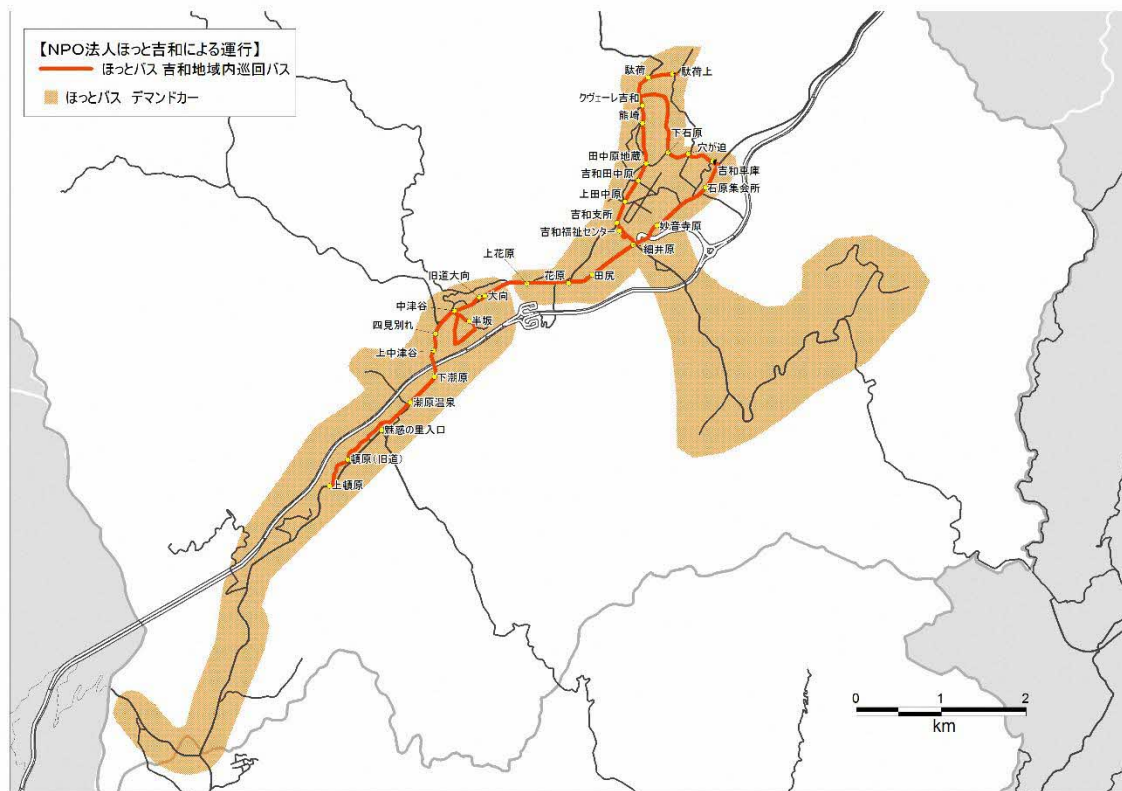 【NPO法人ほっと吉和による運行】
ほっとバス 吉和地域内巡回バス
ほっとバス デマンドカー
駄荷
駄荷上
クヴェーレ吉和
熊崎
下石原
穴が迫
田中原地蔵
吉和車庫
吉和田中原
石原集会所
上田中原
吉和支所
妙音寺原
吉和福祉センター
細井原
上花原
花原
田尻
旧道大向
大向
中津谷
半坂
四見別れ
上中津谷
下潮原
潮原温泉
魅惑の里入口
頓原(旧道)
上頓原
0 1 2
km